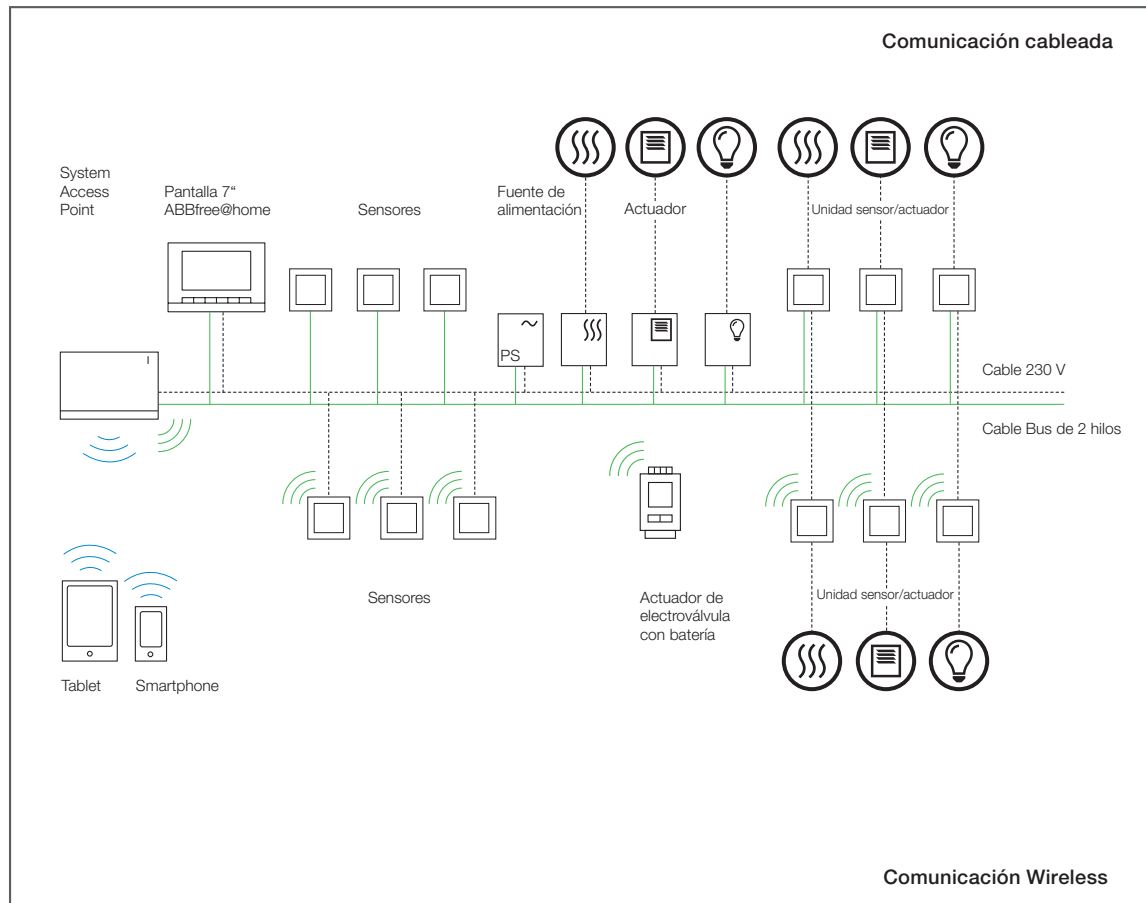 Comunicación cableada
System
Access
Point
Pantalla 7“
ABBfree@home
Sensores
Fuente de
alimentación
Actuador
Unidad sensor/actuador
PS
Cable 230 V
Cable Bus de 2 hilos
Sensores
Actuador de
electroválvula
con batería
Unidad sensor/actuador
Tablet
Smartphone
Comunicación Wireless